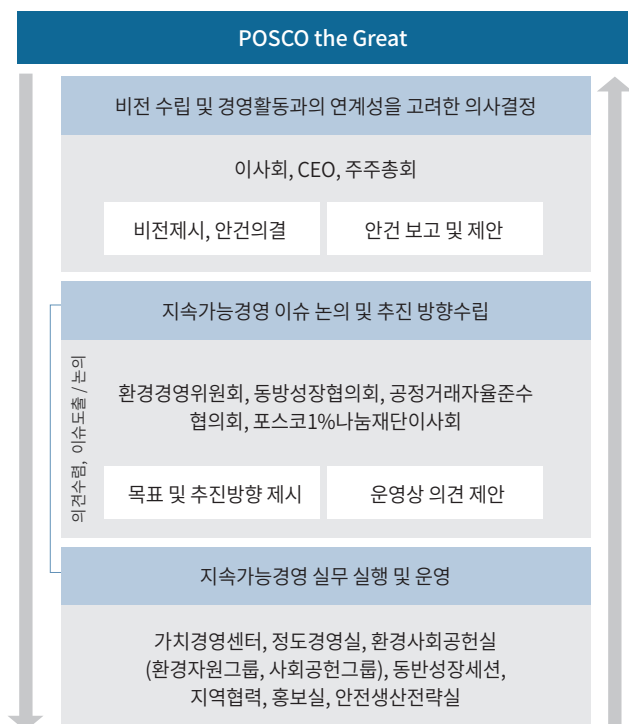 POSCO the Great
비전 수립 및 경영활동과의 연계성을 고려한 의사결정
이사회, CEO, 주주총회
비전제시, 안건의결
안건 보고 및 제안
지속가능경영 이슈 논의 및 추진 방향수립
의견수렴, 이슈도출 / 논의
환경경영위원회, 동방성장협의회, 공정거래자율준수
협의회, 포스코1%나눔재단이사회
목표 및 추진방향 제시
운영상 의견 제안
지속가능경영 실무 실행 및 운영
가치경영센터, 정도경영실, 환경사회공헌실
(환경자원그룹, 사회공헌그룹), 동반성장세션,
지역협력, 홍보실, 안전생산전략실